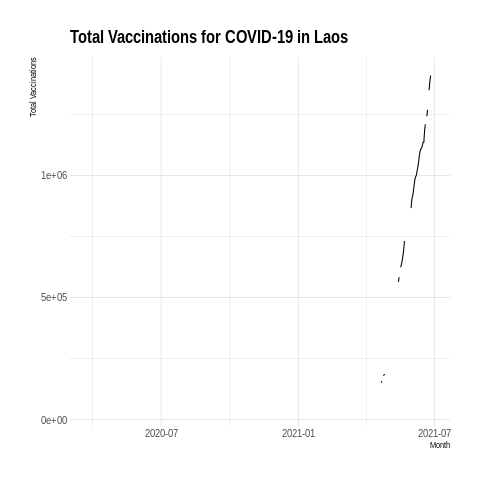 Total Vaccinations for COVID-19 in Laos
Total Vaccinations
1e+06
5e+05
0e+00
2020-07
2021-01
2021-07
Month